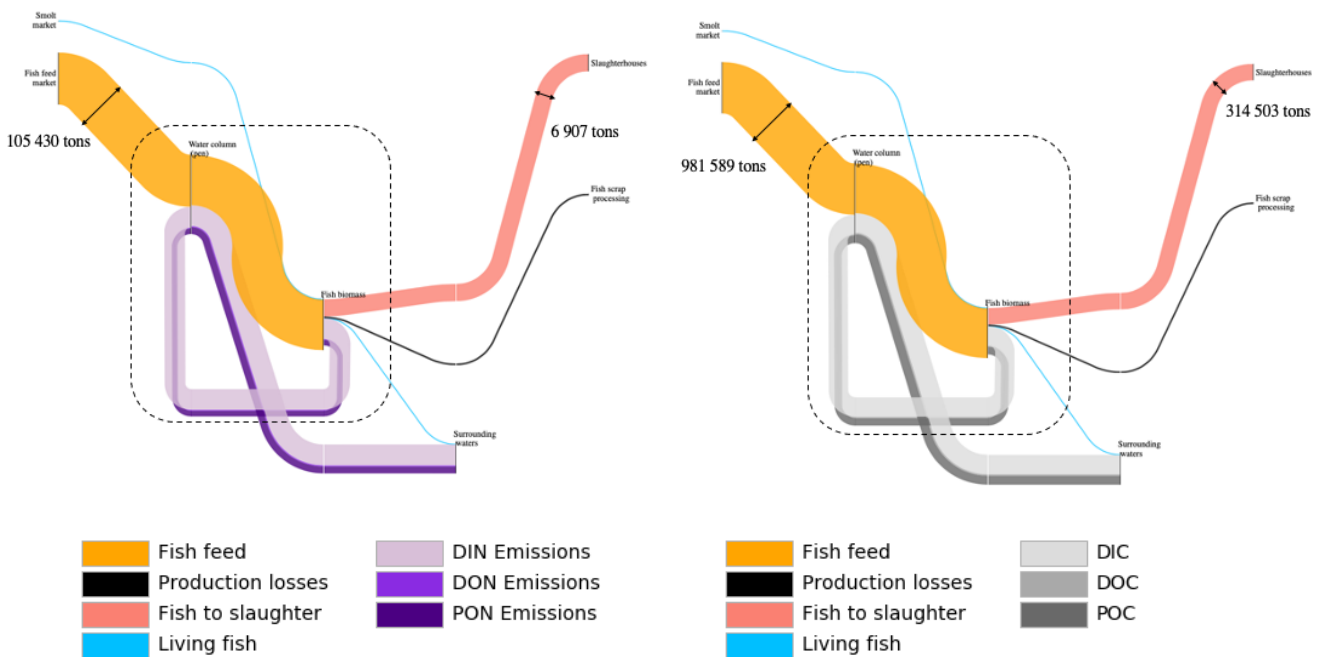 Smolt
market
Fish feed
market
105 430 tons
Water column
(pen)
Slaughterhouses
6 907 tons
Fish scrap
processing
Fish biomass
Surrounding
waters
Fish feed
Production losses
Fish to slaughter
Living fish
DIN Emissions
DON Emissions
PON Emissions
Smolt
market
Fish feed
market
981 589 tons
Water column
(pen)
Slaughterhouses
314 503 tons
Fish scrap
processing
Fish biomass
Surrounding
waters
Fish feed
Production losses
Fish to slaughter
Living fish
DIC
DOC
POC